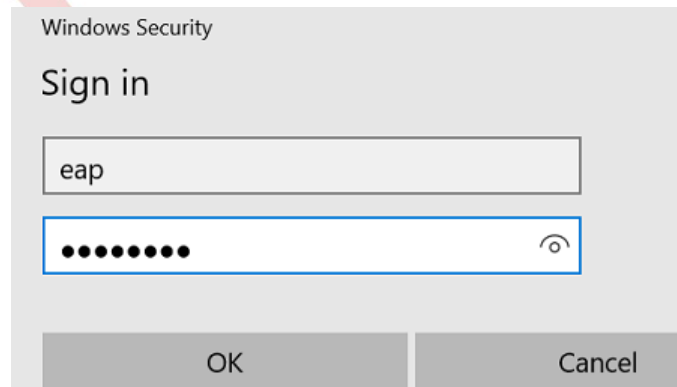 Windows Security
Sign in
eap
••••••••
OK
Cancel